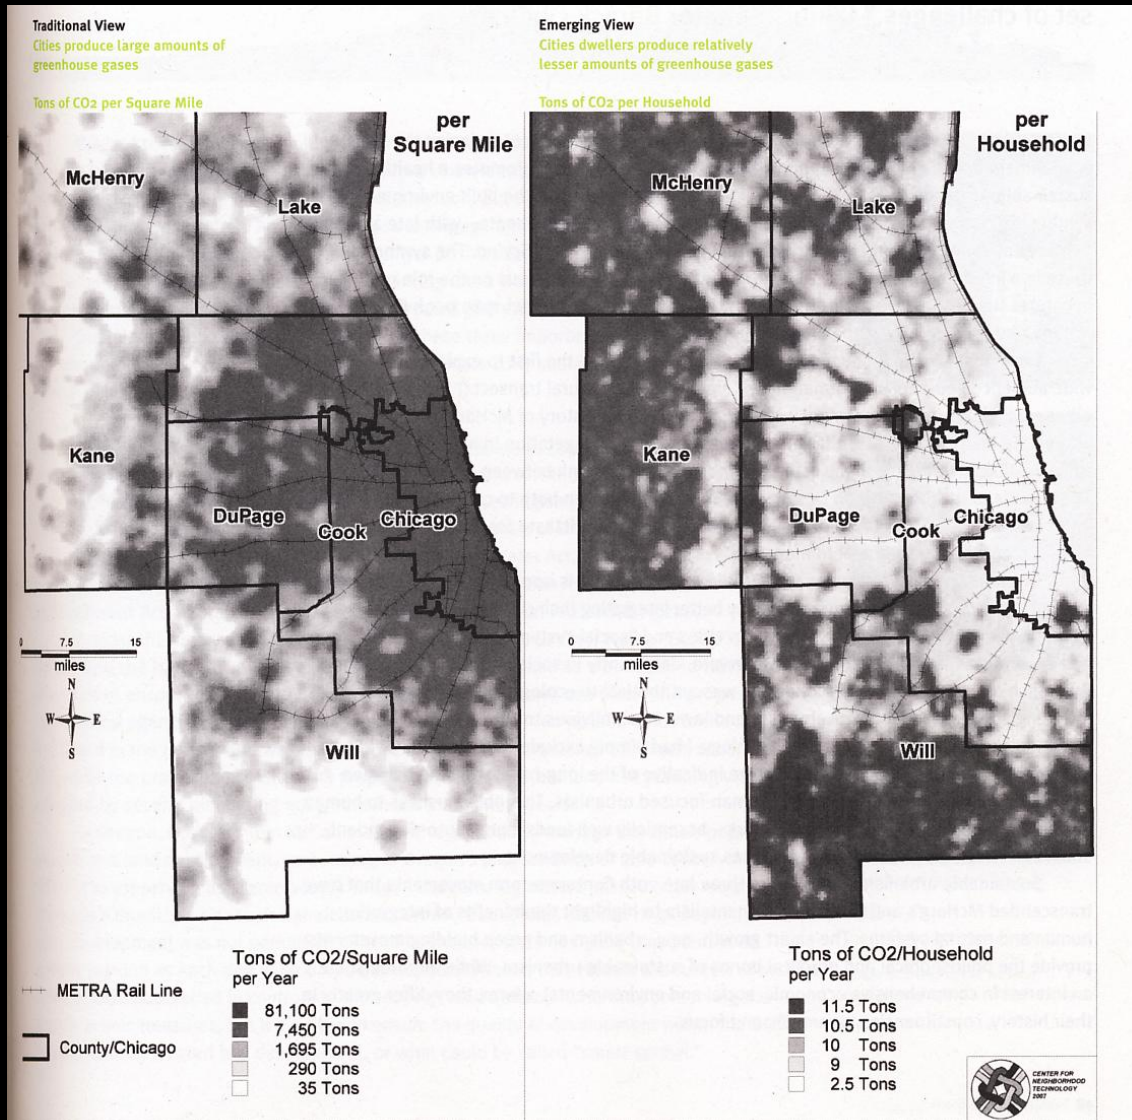 Traditional View
Cities produce large amounts of
greenhouse gases
Tons of CO2 per Square Mile
per
Square Mile
McHenry
Lake
Kane
DuPage
Cook
Chicago
Will
0 7.5 15
miles
N
W E
S
METRA Rail Line
County/Chicago
Tons of CO2/Square Mile
per Year
81,100 Tons
7,450 Tons
1,695 Tons
290 Tons
35 Tons
Emerging View
Cities dwellers produce relatively
lesser amounts of greenhouse gases
Tons of CO2 per Household
per
Household
McHenry
Lake
Kane
DuPage
Cook
Chicago
Will
0 7.5 15
miles
N
W E
S
Tons of CO2/Household
per Year
11.5 Tons
10.5 Tons
10 Tons
9 Tons
2.5 Tons
CENTER FOR
NEIGHBORHOOD
TECHNOLOGY
2007